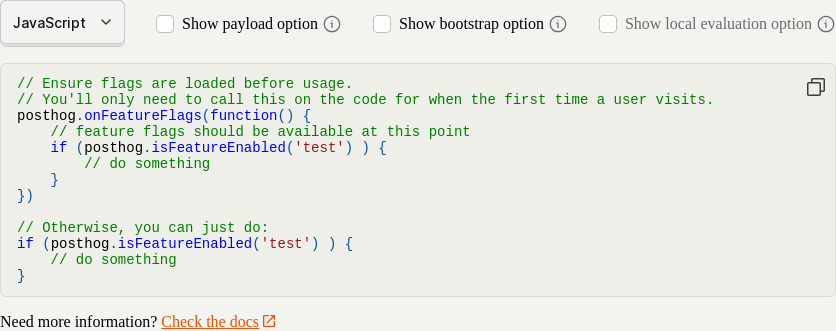 JavaScript Show payload option Show bootstrap option Show local evaluation option
// Ensure flags are loaded before usage.
// You'll only need to call this on the code for when the first time a user visits.
posthog.onFeatureFlags(function() {
    // feature flags should be available at this point
    if (posthog.isFeatureEnabled('test') ) {
        // do something
    }
})

// Otherwise, you can just do:
if (posthog.isFeatureEnabled('test') ) {
    // do something
}
Need more information? Check the docs